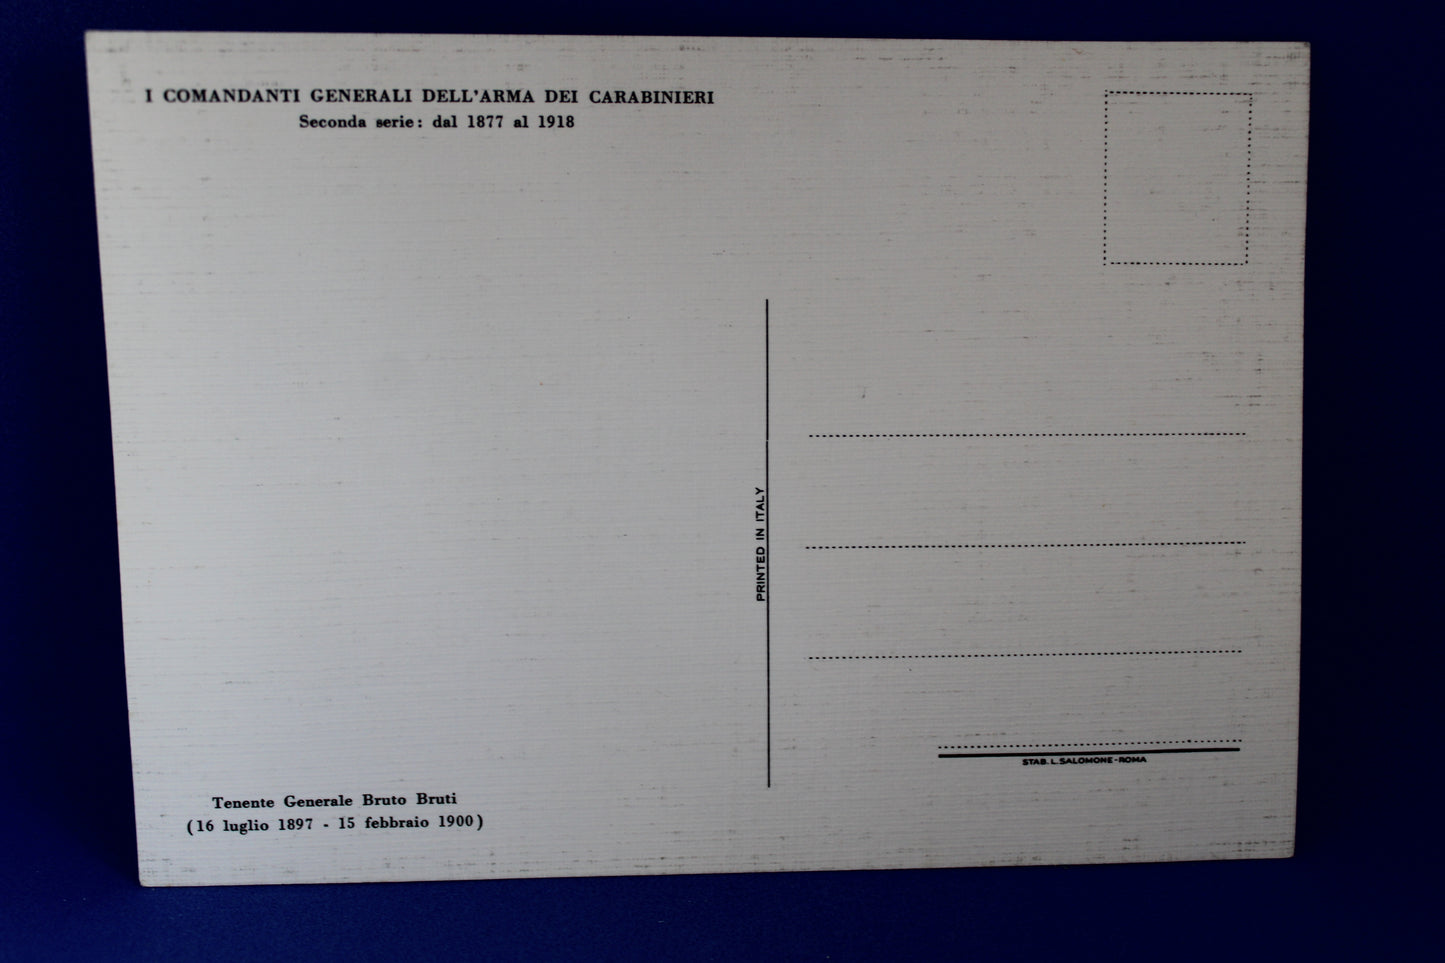 I COMANDANTI GENERALI DELL'ARMA DEI CARABINIERI
Seconda serie: dal 1877 al 1918
PRINTED IN ITALY
STAB. L. SALOMONE-ROMA
Tenente Generale Bruto Bruti
(16 luglio 1897 - 15 febbraio 1900)